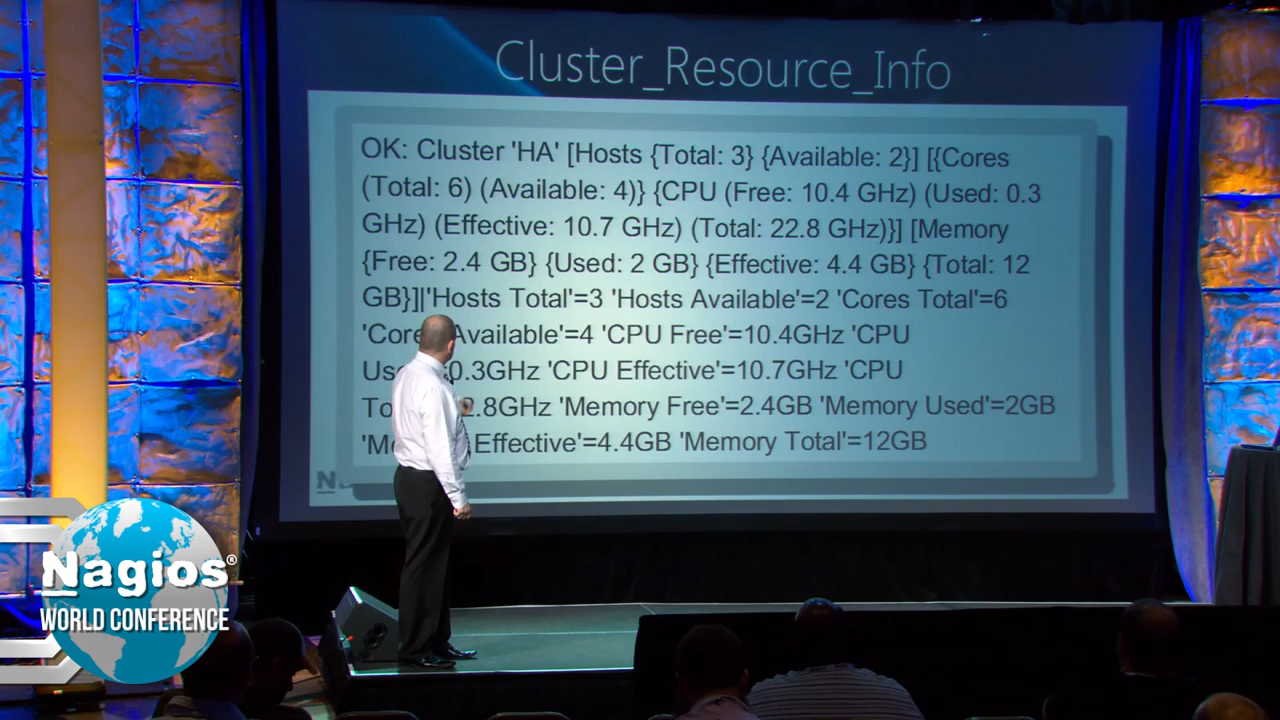 Cluster_Resource_Info
OK: Cluster 'HA' [Hosts {Total: 3} {Available: 2}] [{Cores
(Total: 6) (Available: 4)} {CPU (Free: 10.4 GHz) (Used: 0.3
GHz) (Effective: 10.7 GHz) (Total: 22.8 GHz)}] [Memory
{Free: 2.4 GB} {Used: 2 GB} {Effective: 4.4 GB} {Total: 12
GB}]|'Hosts Total'=3 'Hosts Available'=2 'Cores Total'=6
Available'=4 'CPU Free'=10.4GHz 'CPU
0.3GHz 'CPU Effective'=10.7GHz 'CPU
2.8GHz 'Memory Free'=2.4GB 'Memory Used'=2GB
Effective'=4.4GB 'Memory Total'=12GB
Nagios®
WORLD CONFERENCE